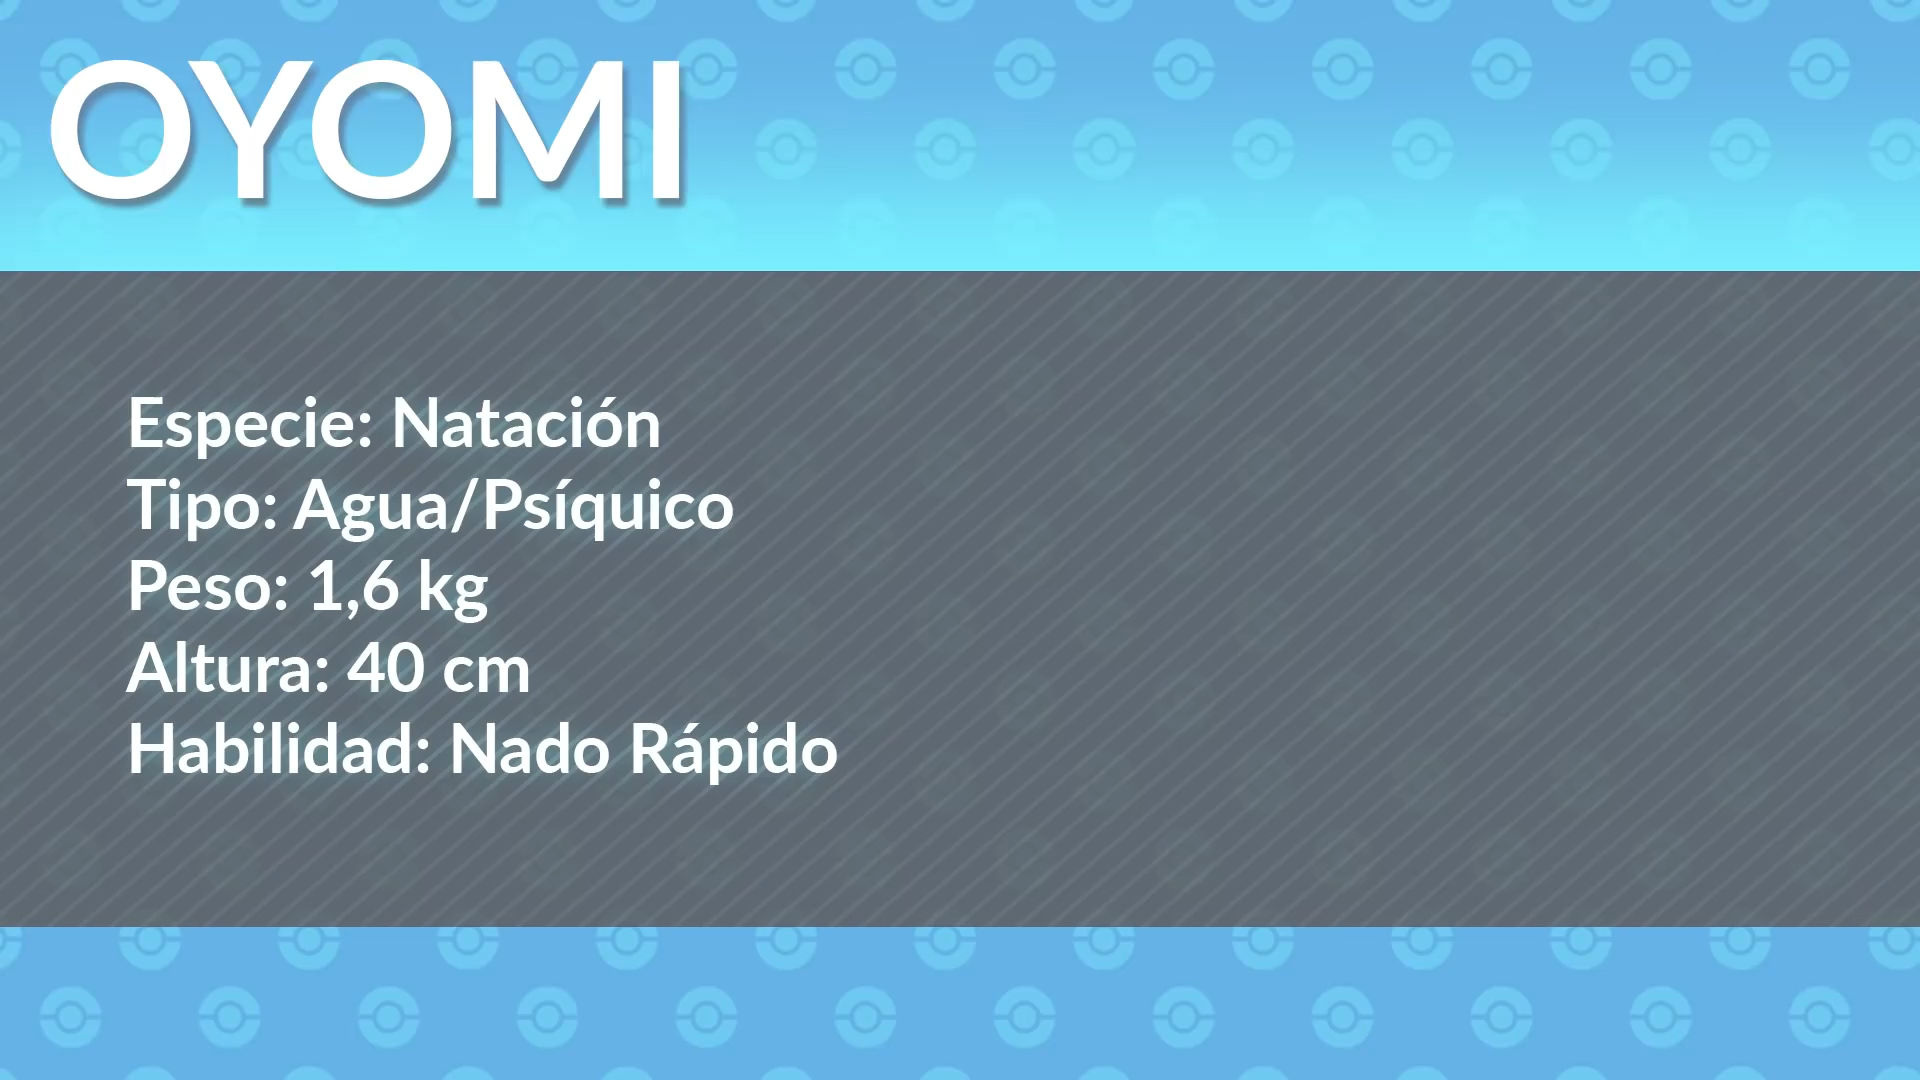 OYOMI
Especie: Natación
Tipo: Agua/Psíquico
Peso: 1,6 kg
Altura: 40 cm
Habilidad: Nado Rápido